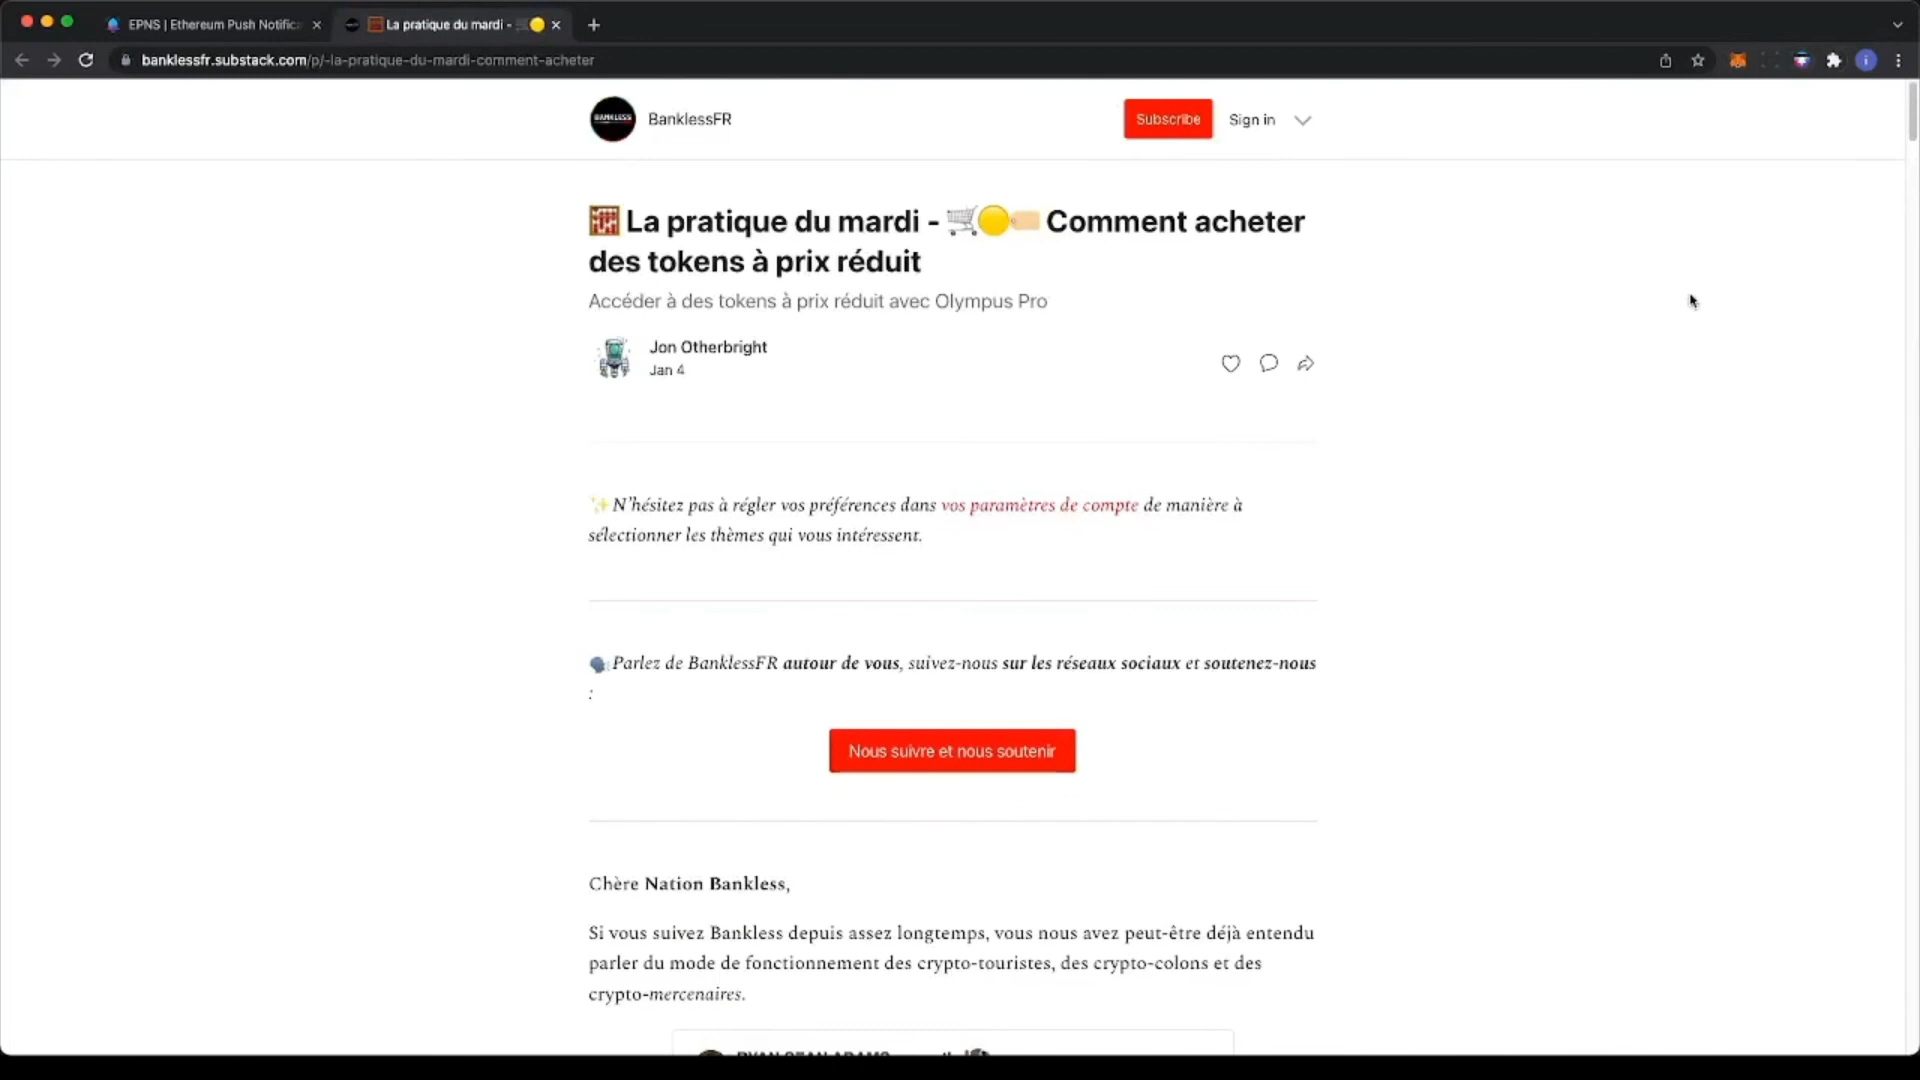 EPNS | Ethereum Push Notific
La pratique du mardi -
banklessfr.substack.com/p/-la-pratique-du-mardi-comment-acheter
i
BANKLESS
BanklessFR
Subscribe
Sign in
La pratique du mardi - Comment acheter
des tokens à prix réduit
Accéder à des tokens à prix réduit avec Olympus Pro
Jon Otherbright
Jan 4
N'hésitez pas à régler vos préférences dans vos paramètres de compte de manière à
sélectionner les thèmes qui vous intéressent.
Parlez de BanklessFR autour de vous, suivez-nous sur les réseaux sociaux et soutenez-nous
:
Nous suivre et nous soutenir
Chère Nation Bankless,
Si vous suivez Bankless depuis assez longtemps, vous nous avez peut-être déjà entendu
parler du mode de fonctionnement des crypto-touristes, des crypto-colons et des
crypto-mercenaires.